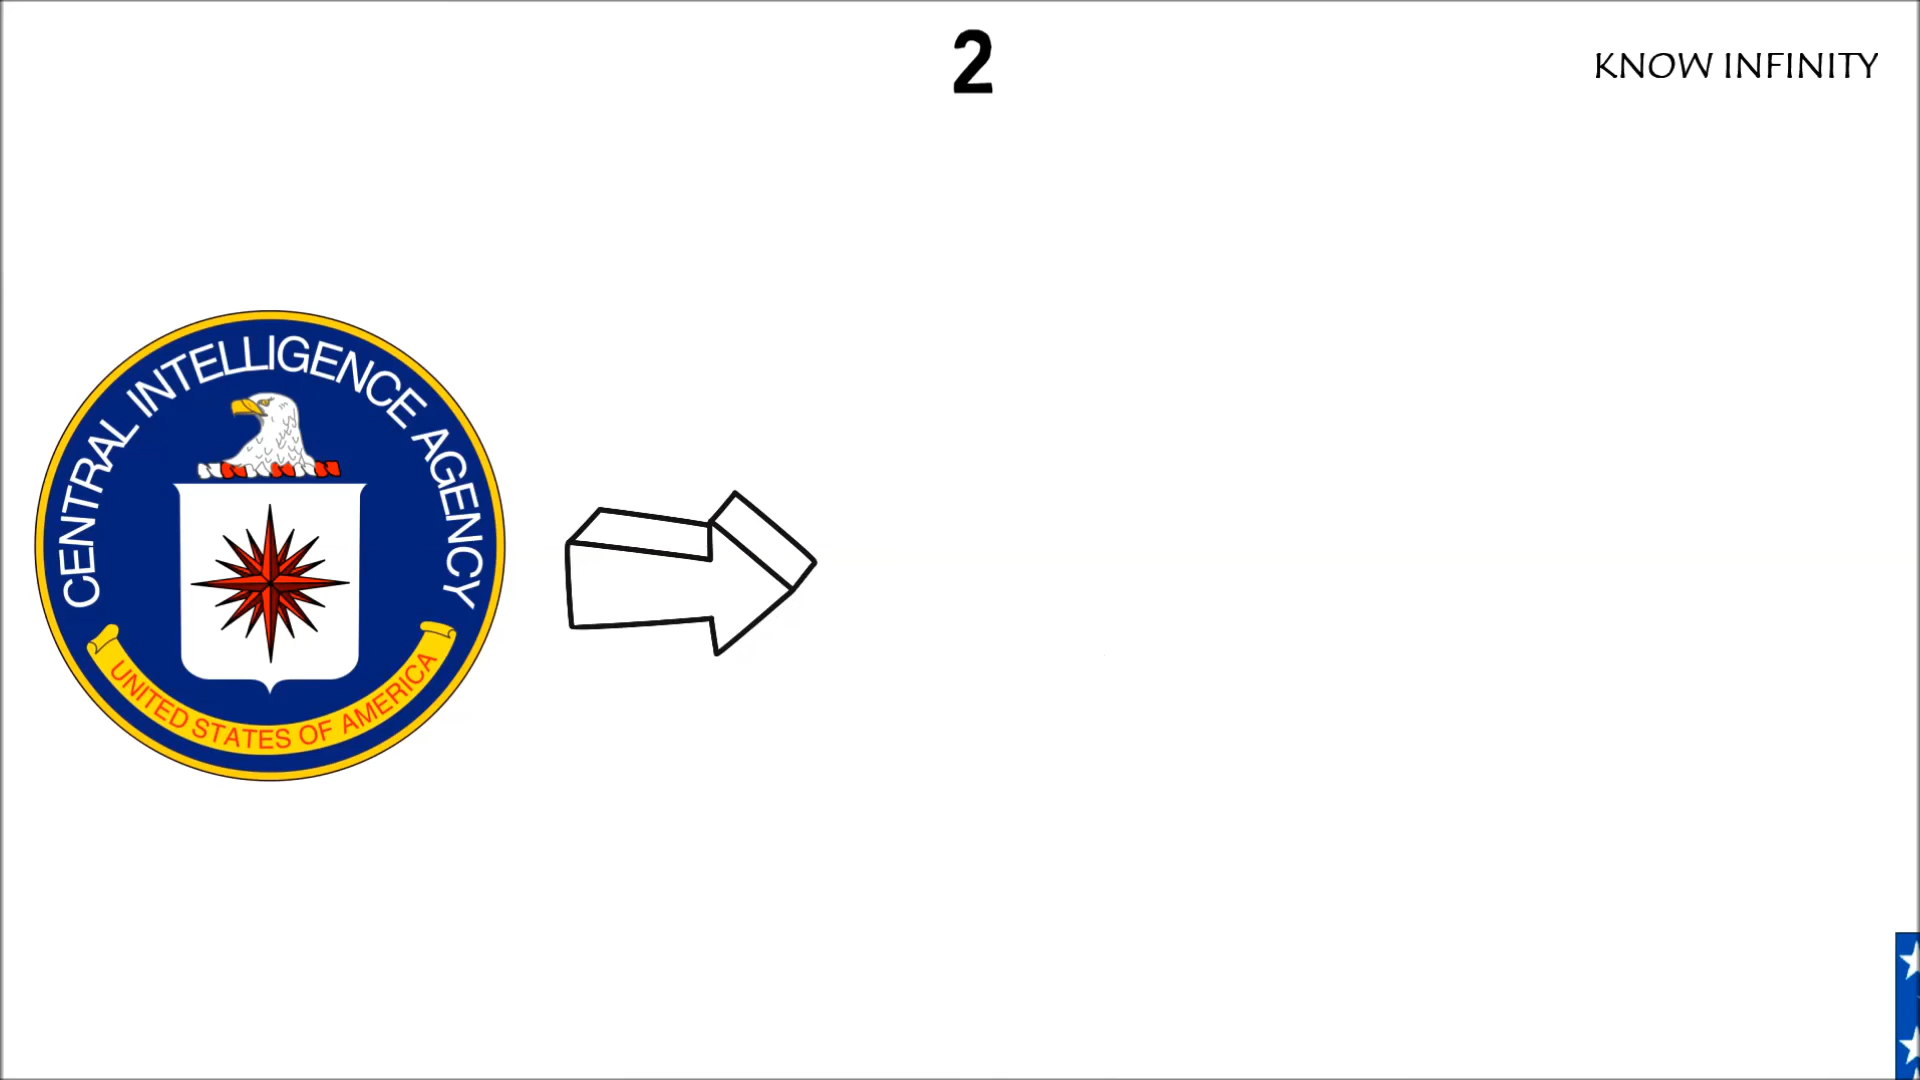 2
KNOW INFINITY
CENTRAL INTELLIGENCE AGENCY
UNITED STATES OF AMERICA